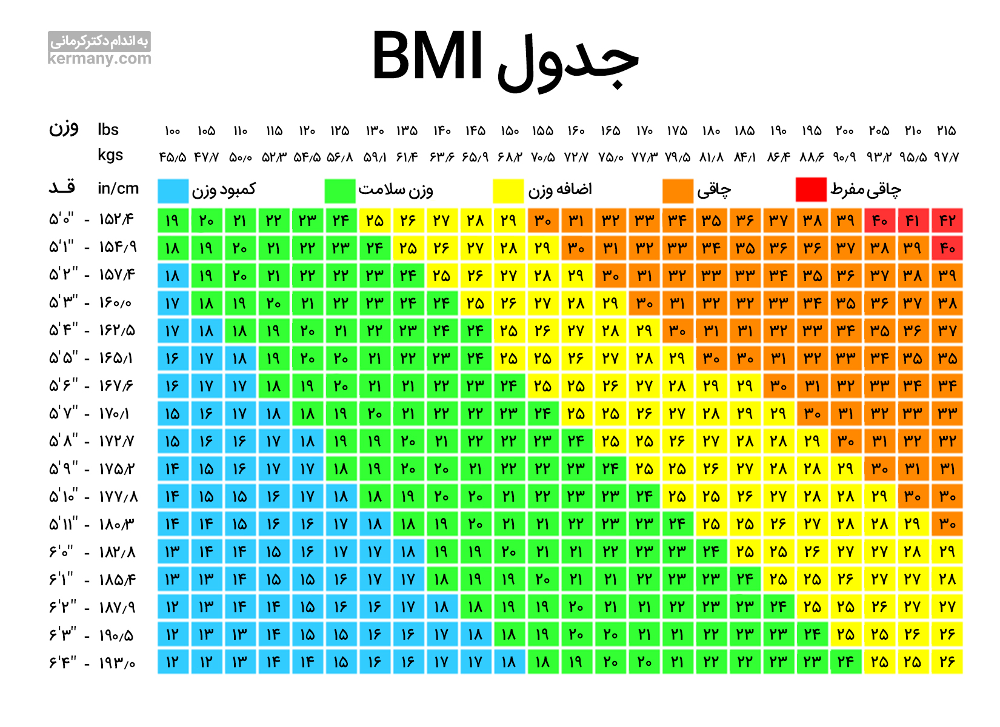 به اندام دکتر کرمانی
kermany.com
جدول BMI
وزن lbs ۱۰۰ ۱۰۵ ۱۱۰ ۱۱۵ ۱۲۰ ۱۲۵ ۱۳۰ ۱۳۵ ۱۴۰ ۱۴۵ ۱۵۰ ۱۵۵ ۱۶۰ ۱۶۵ ۱۷۰ ۱۷۵ ۱۸۰ ۱۸۵ ۱۹۰ ۱۹۵ ۲۰۰ ۲۰۵ ۲۱۰ ۲۱۵
kgs ۴۵٫۵ ۴۷٫۷ ۵۰٫۰ ۵۲٫۳ ۵۴٫۵ ۵۶٫۸ ۵۹٫۱ ۶۱٫۴ ۶۳٫۶ ۶۵٫۹ ۶۸٫۲ ۷۰٫۵ ۷۲٫۷ ۷۵٫۰ ۷۷٫۳ ۷۹٫۵ ۸۱٫۸ ۸۴٫۱ ۸۶٫۴ ۸۸٫۶ ۹۰٫۹ ۹۳٫۲ ۹۵٫۵ ۹۷٫۷
قد in/cm کمبود وزن وزن سلامت اضافه وزن چاقی چاقی مفرط
۵'۰" - ۱۵۲٫۴ ۱۹ ۲۰ ۲۱ ۲۲ ۲۳ ۲۴ ۲۵ ۲۶ ۲۷ ۲۸ ۲۹ ۳۰ ۳۱ ۳۲ ۳۳ ۳۴ ۳۵ ۳۶ ۳۷ ۳۸ ۳۹ ۴۰ ۴۱ ۴۲
۵'۱" - ۱۵۴٫۹ ۱۸ ۱۹ ۲۰ ۲۱ ۲۲ ۲۳ ۲۴ ۲۵ ۲۶ ۲۷ ۲۸ ۲۹ ۳۰ ۳۱ ۳۲ ۳۳ ۳۴ ۳۵ ۳۶ ۳۶ ۳۷ ۳۸ ۳۹ ۴۰
۵'۲" - ۱۵۷٫۴ ۱۸ ۱۹ ۲۰ ۲۱ ۲۲ ۲۲ ۲۳ ۲۴ ۲۵ ۲۶ ۲۷ ۲۸ ۲۹ ۳۰ ۳۱ ۳۲ ۳۳ ۳۳ ۳۴ ۳۵ ۳۶ ۳۷ ۳۸ ۳۹
۵'۳" - ۱۶۰٫۰ ۱۷ ۱۸ ۱۹ ۲۰ ۲۱ ۲۲ ۲۳ ۲۴ ۲۴ ۲۵ ۲۶ ۲۷ ۲۸ ۲۹ ۳۰ ۳۱ ۳۲ ۳۲ ۳۳ ۳۴ ۳۵ ۳۶ ۳۷ ۳۸
۵'۴" - ۱۶۲٫۵ ۱۷ ۱۸ ۱۸ ۱۹ ۲۰ ۲۱ ۲۲ ۲۳ ۲۴ ۲۴ ۲۵ ۲۶ ۲۷ ۲۸ ۲۹ ۳۰ ۳۱ ۳۱ ۳۲ ۳۳ ۳۴ ۳۵ ۳۶ ۳۷
۵'۵" - ۱۶۵٫۱ ۱۶ ۱۷ ۱۸ ۱۹ ۲۰ ۲۰ ۲۱ ۲۲ ۲۳ ۲۴ ۲۵ ۲۵ ۲۶ ۲۷ ۲۸ ۲۹ ۳۰ ۳۰ ۳۱ ۳۲ ۳۳ ۳۴ ۳۵ ۳۵
۵'۶" - ۱۶۷٫۶ ۱۶ ۱۷ ۱۷ ۱۸ ۱۹ ۲۰ ۲۱ ۲۱ ۲۲ ۲۳ ۲۴ ۲۵ ۲۵ ۲۶ ۲۷ ۲۸ ۲۹ ۲۹ ۳۰ ۳۱ ۳۲ ۳۳ ۳۴ ۳۴
۵'۷" - ۱۷۰٫۱ ۱۵ ۱۶ ۱۷ ۱۸ ۱۸ ۱۹ ۲۰ ۲۱ ۲۲ ۲۲ ۲۳ ۲۴ ۲۵ ۲۵ ۲۶ ۲۷ ۲۸ ۲۹ ۲۹ ۳۰ ۳۱ ۳۲ ۳۳ ۳۳
۵'۸" - ۱۷۲٫۷ ۱۵ ۱۶ ۱۶ ۱۷ ۱۸ ۱۹ ۱۹ ۲۰ ۲۱ ۲۲ ۲۲ ۲۳ ۲۴ ۲۵ ۲۵ ۲۶ ۲۷ ۲۸ ۲۸ ۲۹ ۳۰ ۳۱ ۳۲ ۳۲
۵'۹" - ۱۷۵٫۲ ۱۴ ۱۵ ۱۶ ۱۷ ۱۷ ۱۸ ۱۹ ۲۰ ۲۰ ۲۱ ۲۲ ۲۲ ۲۳ ۲۴ ۲۵ ۲۵ ۲۶ ۲۷ ۲۸ ۲۸ ۲۹ ۳۰ ۳۱ ۳۱
۵'۱۰" - ۱۷۷٫۸ ۱۴ ۱۵ ۱۵ ۱۶ ۱۷ ۱۸ ۱۸ ۱۹ ۲۰ ۲۰ ۲۱ ۲۲ ۲۳ ۲۳ ۲۴ ۲۵ ۲۵ ۲۶ ۲۷ ۲۸ ۲۸ ۲۹ ۳۰ ۳۰
۵'۱۱" - ۱۸۰٫۳ ۱۴ ۱۴ ۱۵ ۱۶ ۱۶ ۱۷ ۱۸ ۱۸ ۱۹ ۲۰ ۲۱ ۲۱ ۲۲ ۲۳ ۲۳ ۲۴ ۲۵ ۲۵ ۲۶ ۲۷ ۲۸ ۲۸ ۲۹ ۳۰
۶'۰" - ۱۸۲٫۸ ۱۳ ۱۴ ۱۴ ۱۵ ۱۶ ۱۷ ۱۷ ۱۸ ۱۹ ۱۹ ۲۰ ۲۱ ۲۱ ۲۲ ۲۳ ۲۳ ۲۴ ۲۵ ۲۵ ۲۶ ۲۷ ۲۷ ۲۸ ۲۹
۶'۱" - ۱۸۵٫۴ ۱۳ ۱۳ ۱۴ ۱۵ ۱۵ ۱۶ ۱۷ ۱۷ ۱۸ ۱۹ ۱۹ ۲۰ ۲۱ ۲۱ ۲۲ ۲۳ ۲۳ ۲۴ ۲۵ ۲۵ ۲۶ ۲۷ ۲۷ ۲۸
۶'۲" - ۱۸۷٫۹ ۱۲ ۱۳ ۱۴ ۱۴ ۱۵ ۱۶ ۱۶ ۱۷ ۱۸ ۱۸ ۱۹ ۱۹ ۲۰ ۲۱ ۲۱ ۲۲ ۲۳ ۲۳ ۲۴ ۲۵ ۲۵ ۲۶ ۲۷ ۲۷
۶'۳" - ۱۹۰٫۵ ۱۲ ۱۳ ۱۳ ۱۴ ۱۵ ۱۵ ۱۶ ۱۶ ۱۷ ۱۸ ۱۸ ۱۹ ۲۰ ۲۰ ۲۱ ۲۱ ۲۲ ۲۳ ۲۳ ۲۴ ۲۵ ۲۵ ۲۶ ۲۶
۶'۴" - ۱۹۳٫۰ ۱۲ ۱۲ ۱۳ ۱۴ ۱۴ ۱۵ ۱۶ ۱۶ ۱۷ ۱۷ ۱۸ ۱۸ ۱۹ ۲۰ ۲۰ ۲۱ ۲۲ ۲۲ ۲۳ ۲۳ ۲۴ ۲۵ ۲۵ ۲۶